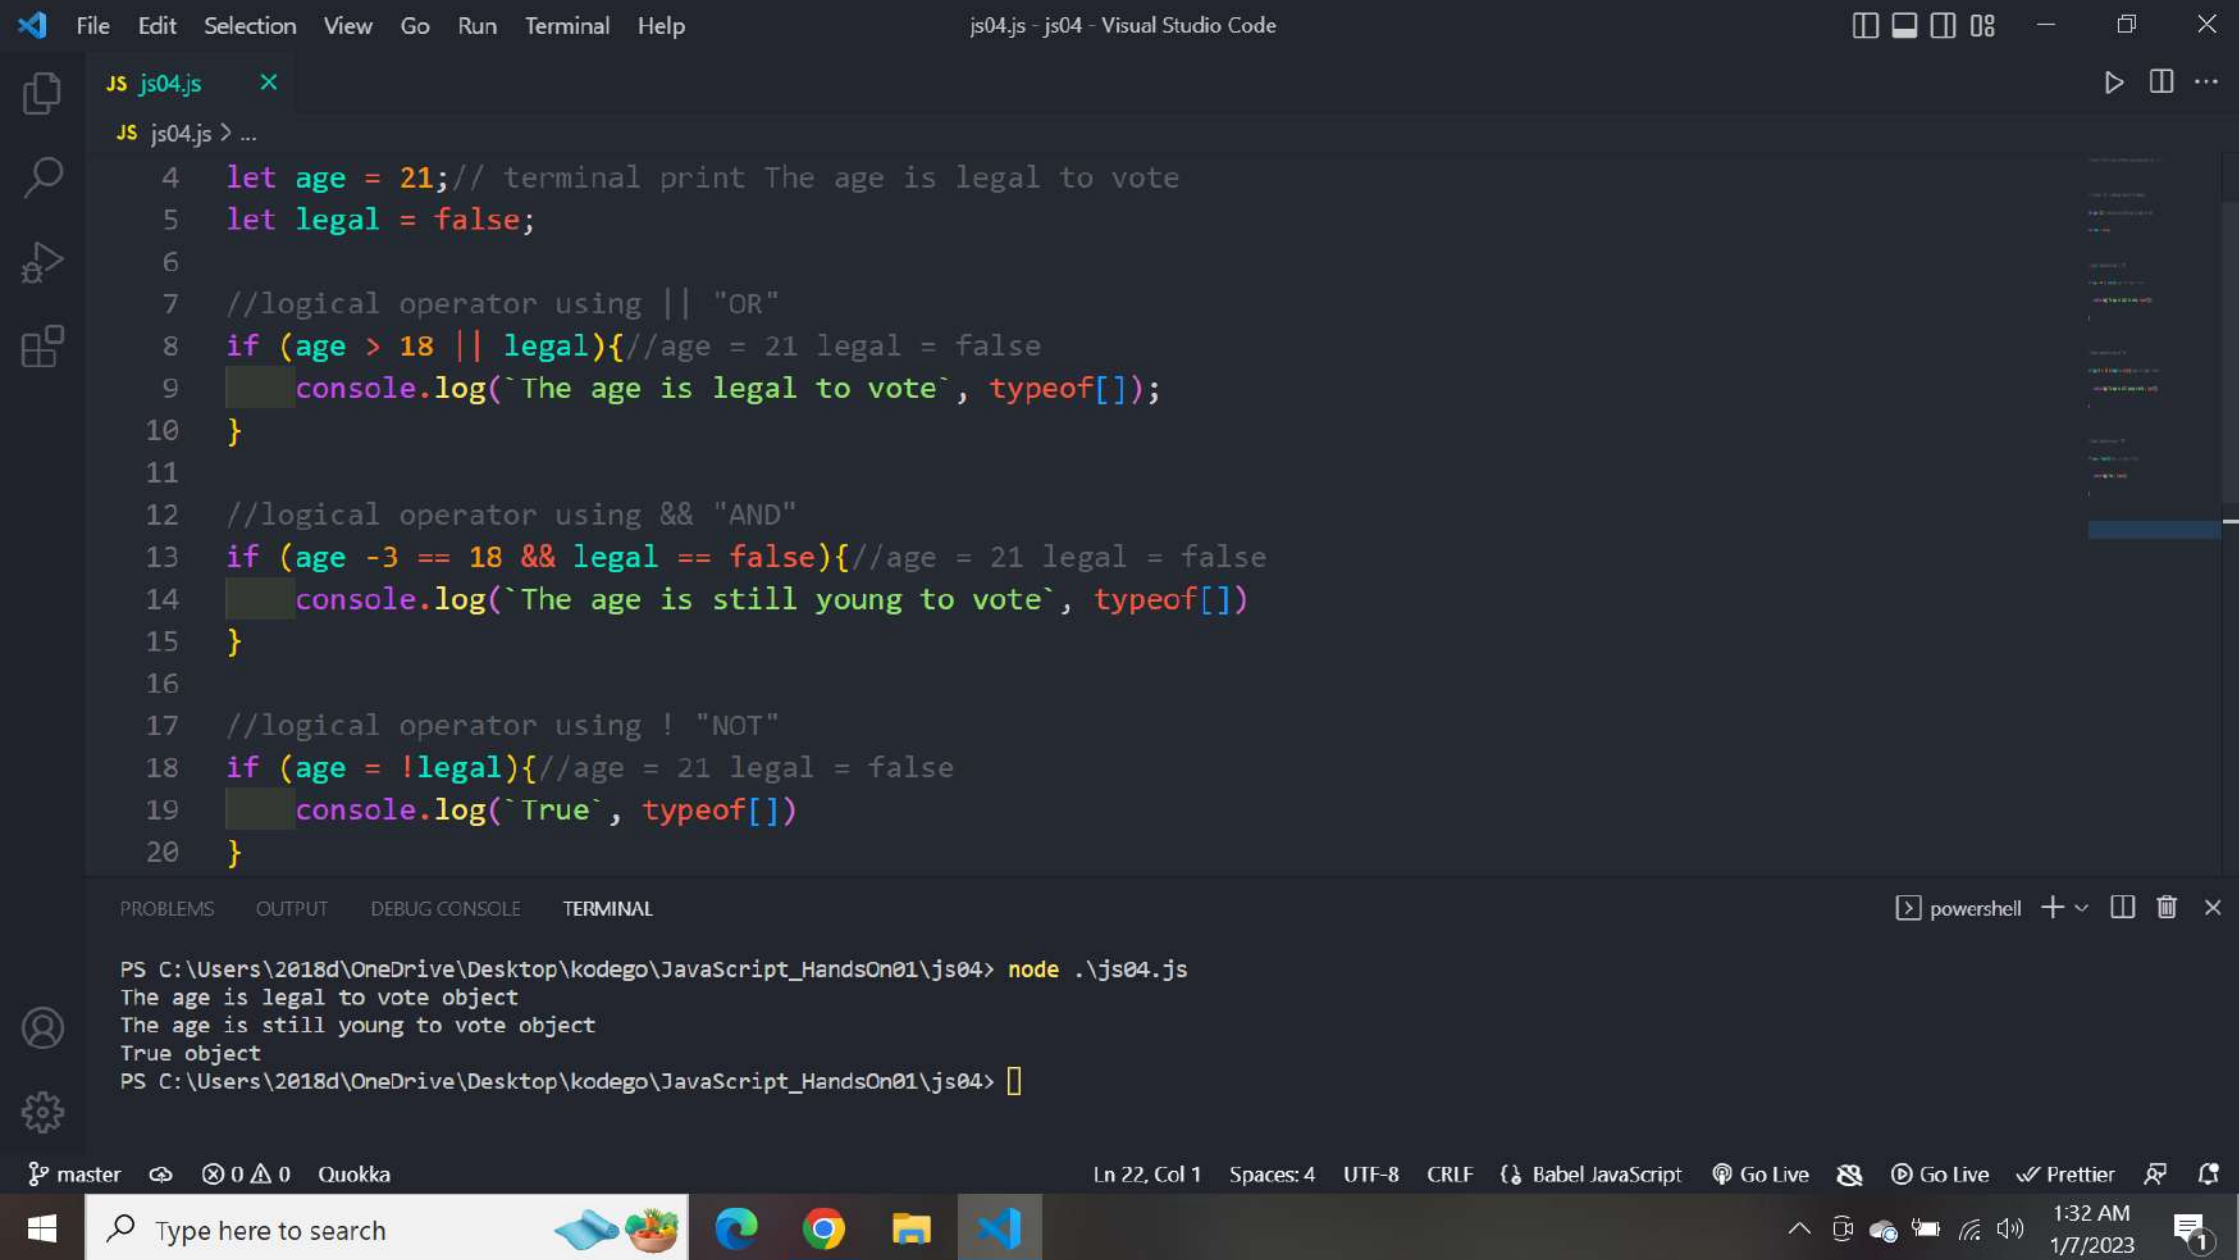 File Edit Selection View Go Run Terminal Help js04.js - js04 - Visual Studio Code
JS js04.js
JS js04.js > ...
4 let age = 21;// terminal print The age is legal to vote
5 let legal = false;
6
7 //logical operator using || "OR"
8 if (age > 18 || legal){//age = 21 legal = false
9 console.log(`The age is legal to vote`, typeof[]);
10 }
11
12 //logical operator using && "AND"
13 if (age -3 == 18 && legal == false){//age = 21 legal = false
14 console.log(`The age is still young to vote`, typeof[])
15 }
16
17 //logical operator using ! "NOT"
18 if (age = !legal){//age = 21 legal = false
19 console.log(`True`, typeof[])
20 }
PROBLEMS OUTPUT DEBUG CONSOLE TERMINAL powershell
PS C:\Users\2018d\OneDrive\Desktop\kodego\JavaScript_HandsOn01\js04> node .\js04.js
The age is legal to vote object
The age is still young to vote object
True object
PS C:\Users\2018d\OneDrive\Desktop\kodego\JavaScript_HandsOn01\js04>
master 0 0 Quokka Ln 22, Col 1 Spaces: 4 UTF-8 CRLF Babel JavaScript Go Live Go Live Prettier
Type here to search
1:32 AM
1/7/2023
1